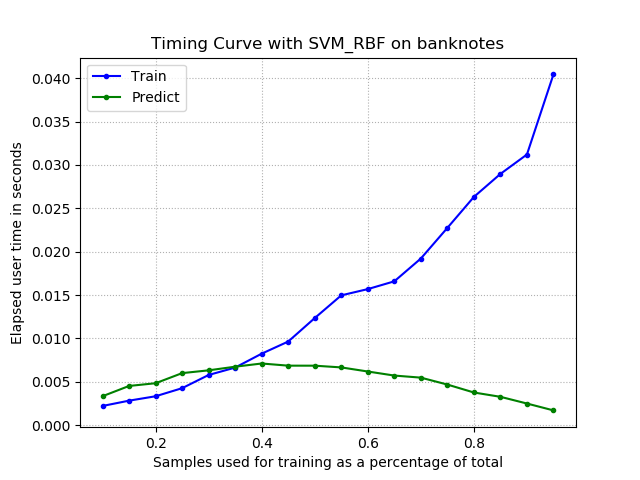 Timing Curve with SVM_RBF on banknotes
Train
Predict
0.040
0.035
0.030
0.025
0.020
0.015
0.010
0.005
0.000
Elapsed user time in seconds
0.2 0.4 0.6 0.8
Samples used for training as a percentage of total